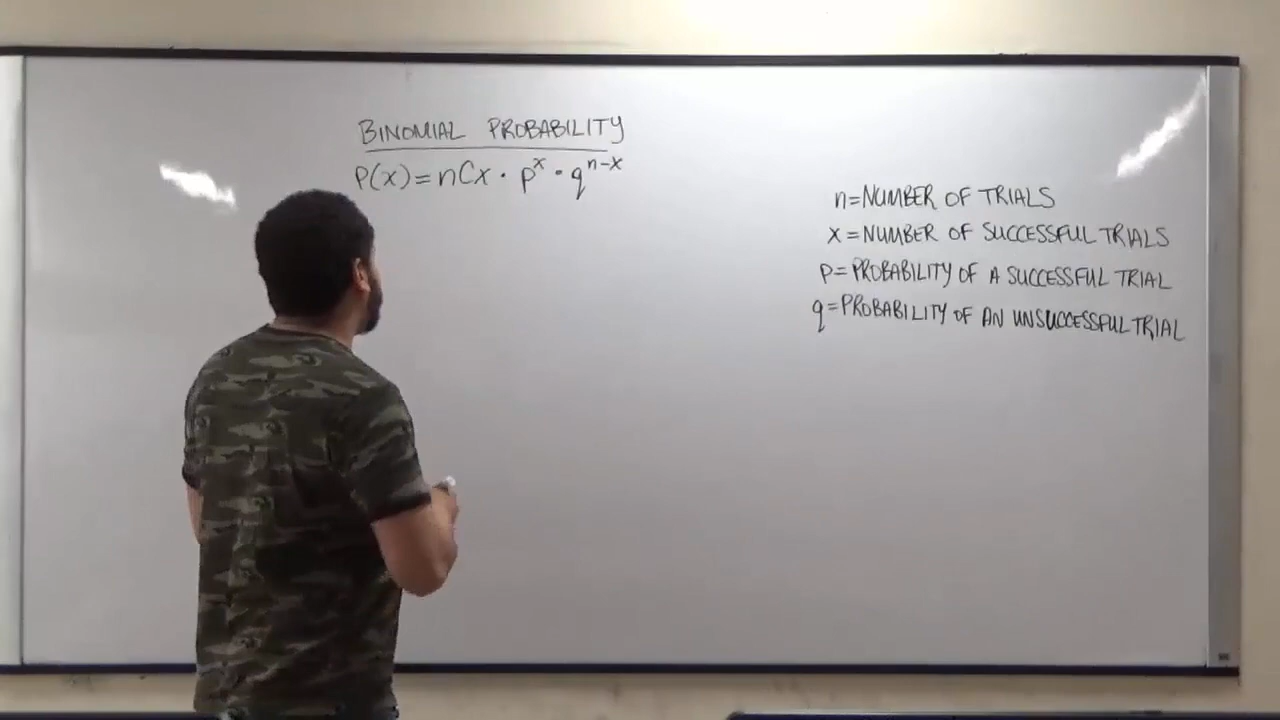 BINOMIAL PROBABILITY
P(x)=nCx · p^x · q^n-x
n=NUMBER OF TRIALS
x=NUMBER OF SUCCESSFUL TRIALS
p=PROBABILITY OF A SUCCESSFUL TRIAL
q=PROBABILITY OF AN UNSUCCESSFUL TRIAL